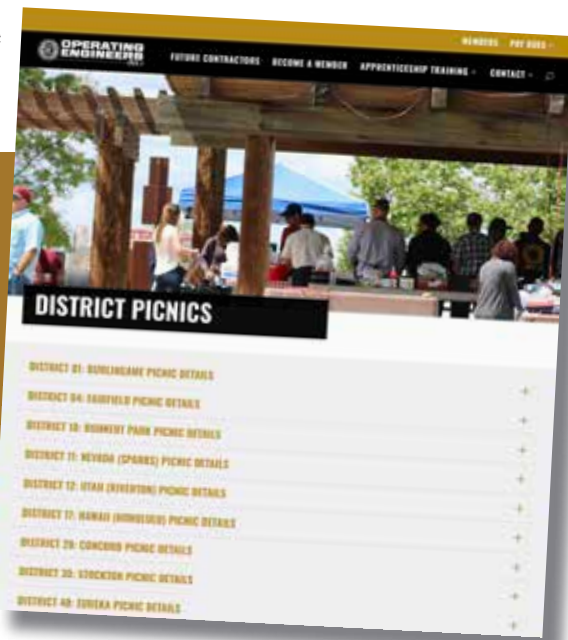 MEMBERS PAY DUES
OPERATING
ENGINEERS
FUTURE CONTRACTORS BECOME A MEMBER APPRENTICESHIP TRAINING CONTACT
DISTRICT PICNICS
DISTRICT 01: BURLINGAME PICNIC DETAILS
DISTRICT 04: FAIRFIELD PICNIC DETAILS
DISTRICT 10: ROHNERT PARK PICNIC DETAILS
DISTRICT 11: NEVADA (SPARKS) PICNIC DETAILS
DISTRICT 12: UTAH (RIVERTON) PICNIC DETAILS
DISTRICT 17: HAWAII (HONOLULU) PICNIC DETAILS
DISTRICT 20: CONCORD PICNIC DETAILS
DISTRICT 30: STOCKTON PICNIC DETAILS
DISTRICT 40: EUREKA PICNIC DETAILS